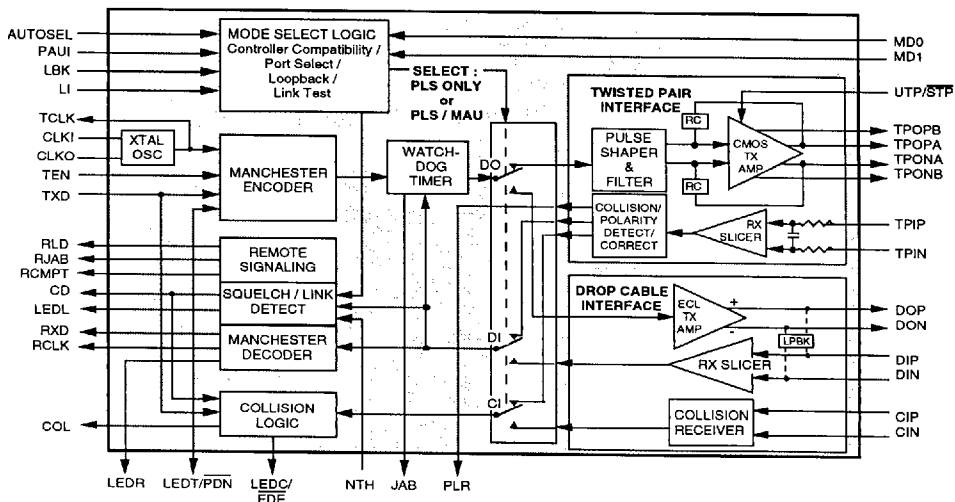 AUTOSEL
PAUI
LBK
LI
TCLK
CLKI
CLKO
TEN
TXD
RLD
RJAB
RCMPT
CD
LEDL
RXD
RCLK
COL
MODE SELECT LOGIC
Controller Compatibility /
Port Select /
Loopback /
Link Test
XTAL
OSC
MANCHESTER
ENCODER
REMOTE
SIGNALING
SQUELCH / LINK
DETECT
MANCHESTER
DECODER
COLLISION
LOGIC
SELECT :
PLS ONLY
or
PLS / MAU
WATCH-
DOG
TIMER
DO
DI
CI
TWISTED PAIR
INTERFACE
PULSE
SHAPER
&
FILTER
RC
RC
CMOS
TX
AMP
COLLISION/
POLARITY
DETECT/
CORRECT
RX
SLICER
DROP CABLE
INTERFACE
ECL
TX
AMP
+
-
LPBK
RX SLICER
COLLISION
RECEIVER
MD0
MD1
UTP/STP
TPOPB
TPOPA
TPONA
TPONB
TPIP
TPIN
DOP
DON
DIP
DIN
CIP
CIN
LEDR
LEDT/PDN
LEDC/
FDE
NTH
JAB
PLR